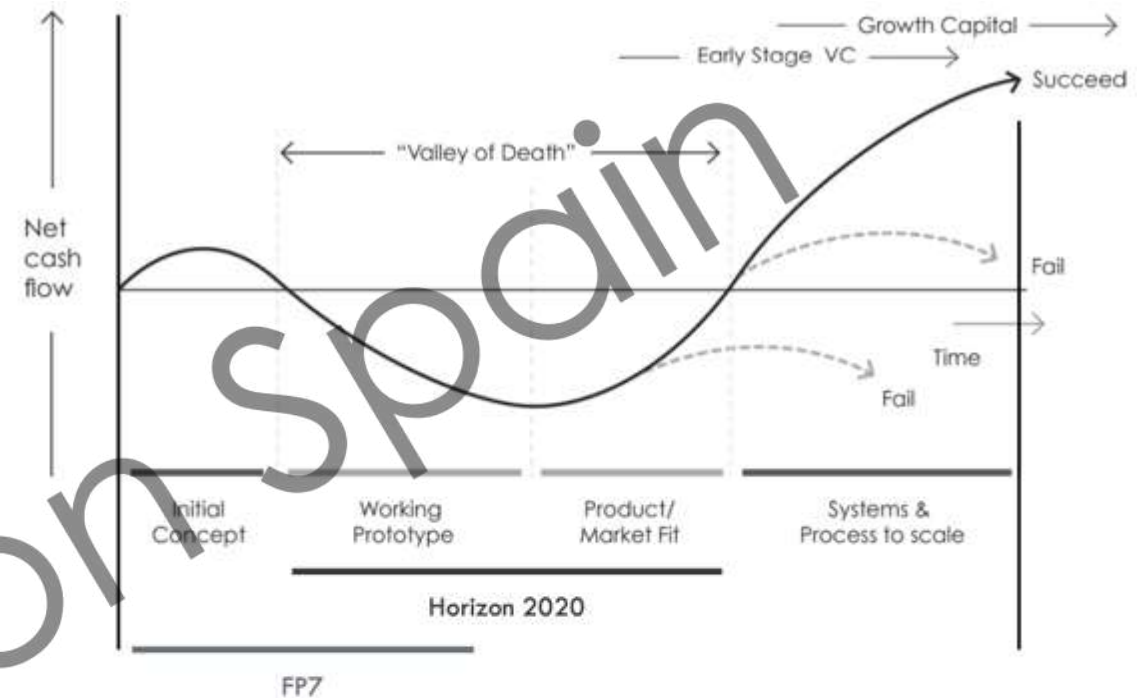 Growth Capital
Early Stage VC
Succeed
"Valley of Death"
Net
cash
flow
Fail
Time
Fail
Initial
Concept
Working
Prototype
Product/
Market Fit
Systems &
Process to scale
Horizon 2020
FP7
on Spain